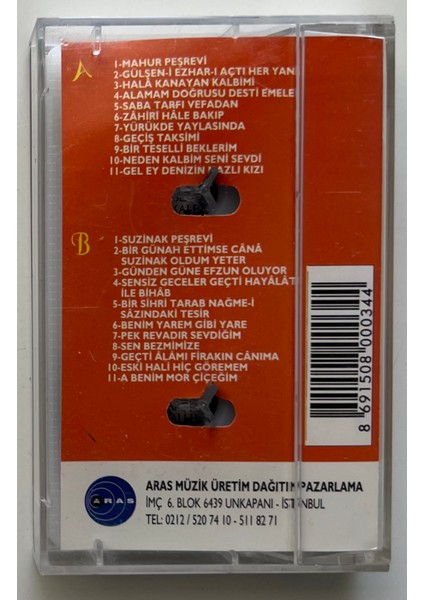 A
1-MAHUR PEŞREVİ
2-GÜLŞEN-İ EZHAR-I AÇTI HER YAN
3-HALÂ KANAYAN KALBİMİ
4-ALAMAM DOĞRUSU DESTİ EMELE
5-SABA TARFI VEFADAN
6-ZÂHİRİ HÂLE BAKIP
7-YÜRÜKDE YAYLASINDA
8-GEÇİŞ TAKSİMİ
9-BİR TESELLİ BEKLERİM
10-NEDEN KALBİM SENİ SEVDİ
11-GEL EY DENİZİN NAZLI KIZI
B
1-SUZİNAK PEŞREVİ
2-BİR GÜNAH ETTİMSE CÂNÂ
SUZİNAK OLDUM YETER
3-GÜNDEN GÜNE EFZUN OLUYOR
4-SENSİZ GECELER GEÇTİ HAYÂLÂT
İLE BİHÂB
5-BİR SİHRİ TARAB NAĞME-İ
SÂZINDAKİ TESİR
6-BENİM YAREM GİBİ YARE
7-PEK REVADIR SEVDİĞİM
8-SEN BEZMİMİZE
9-GEÇTİ ÂLÂMI FİRAKIN CÂNIMA
10-ESKİ HALİ HİÇ GÖREMEM
11-A BENİM MOR ÇİÇEĞİM
8 691508 000344
ARAS
ARAS MÜZİK ÜRETİM DAĞITIM PAZARLAMA
İMÇ 6. BLOK 6439 UNKAPANI - İSTANBUL
TEL: 0212 / 520 74 10 - 511 82 71